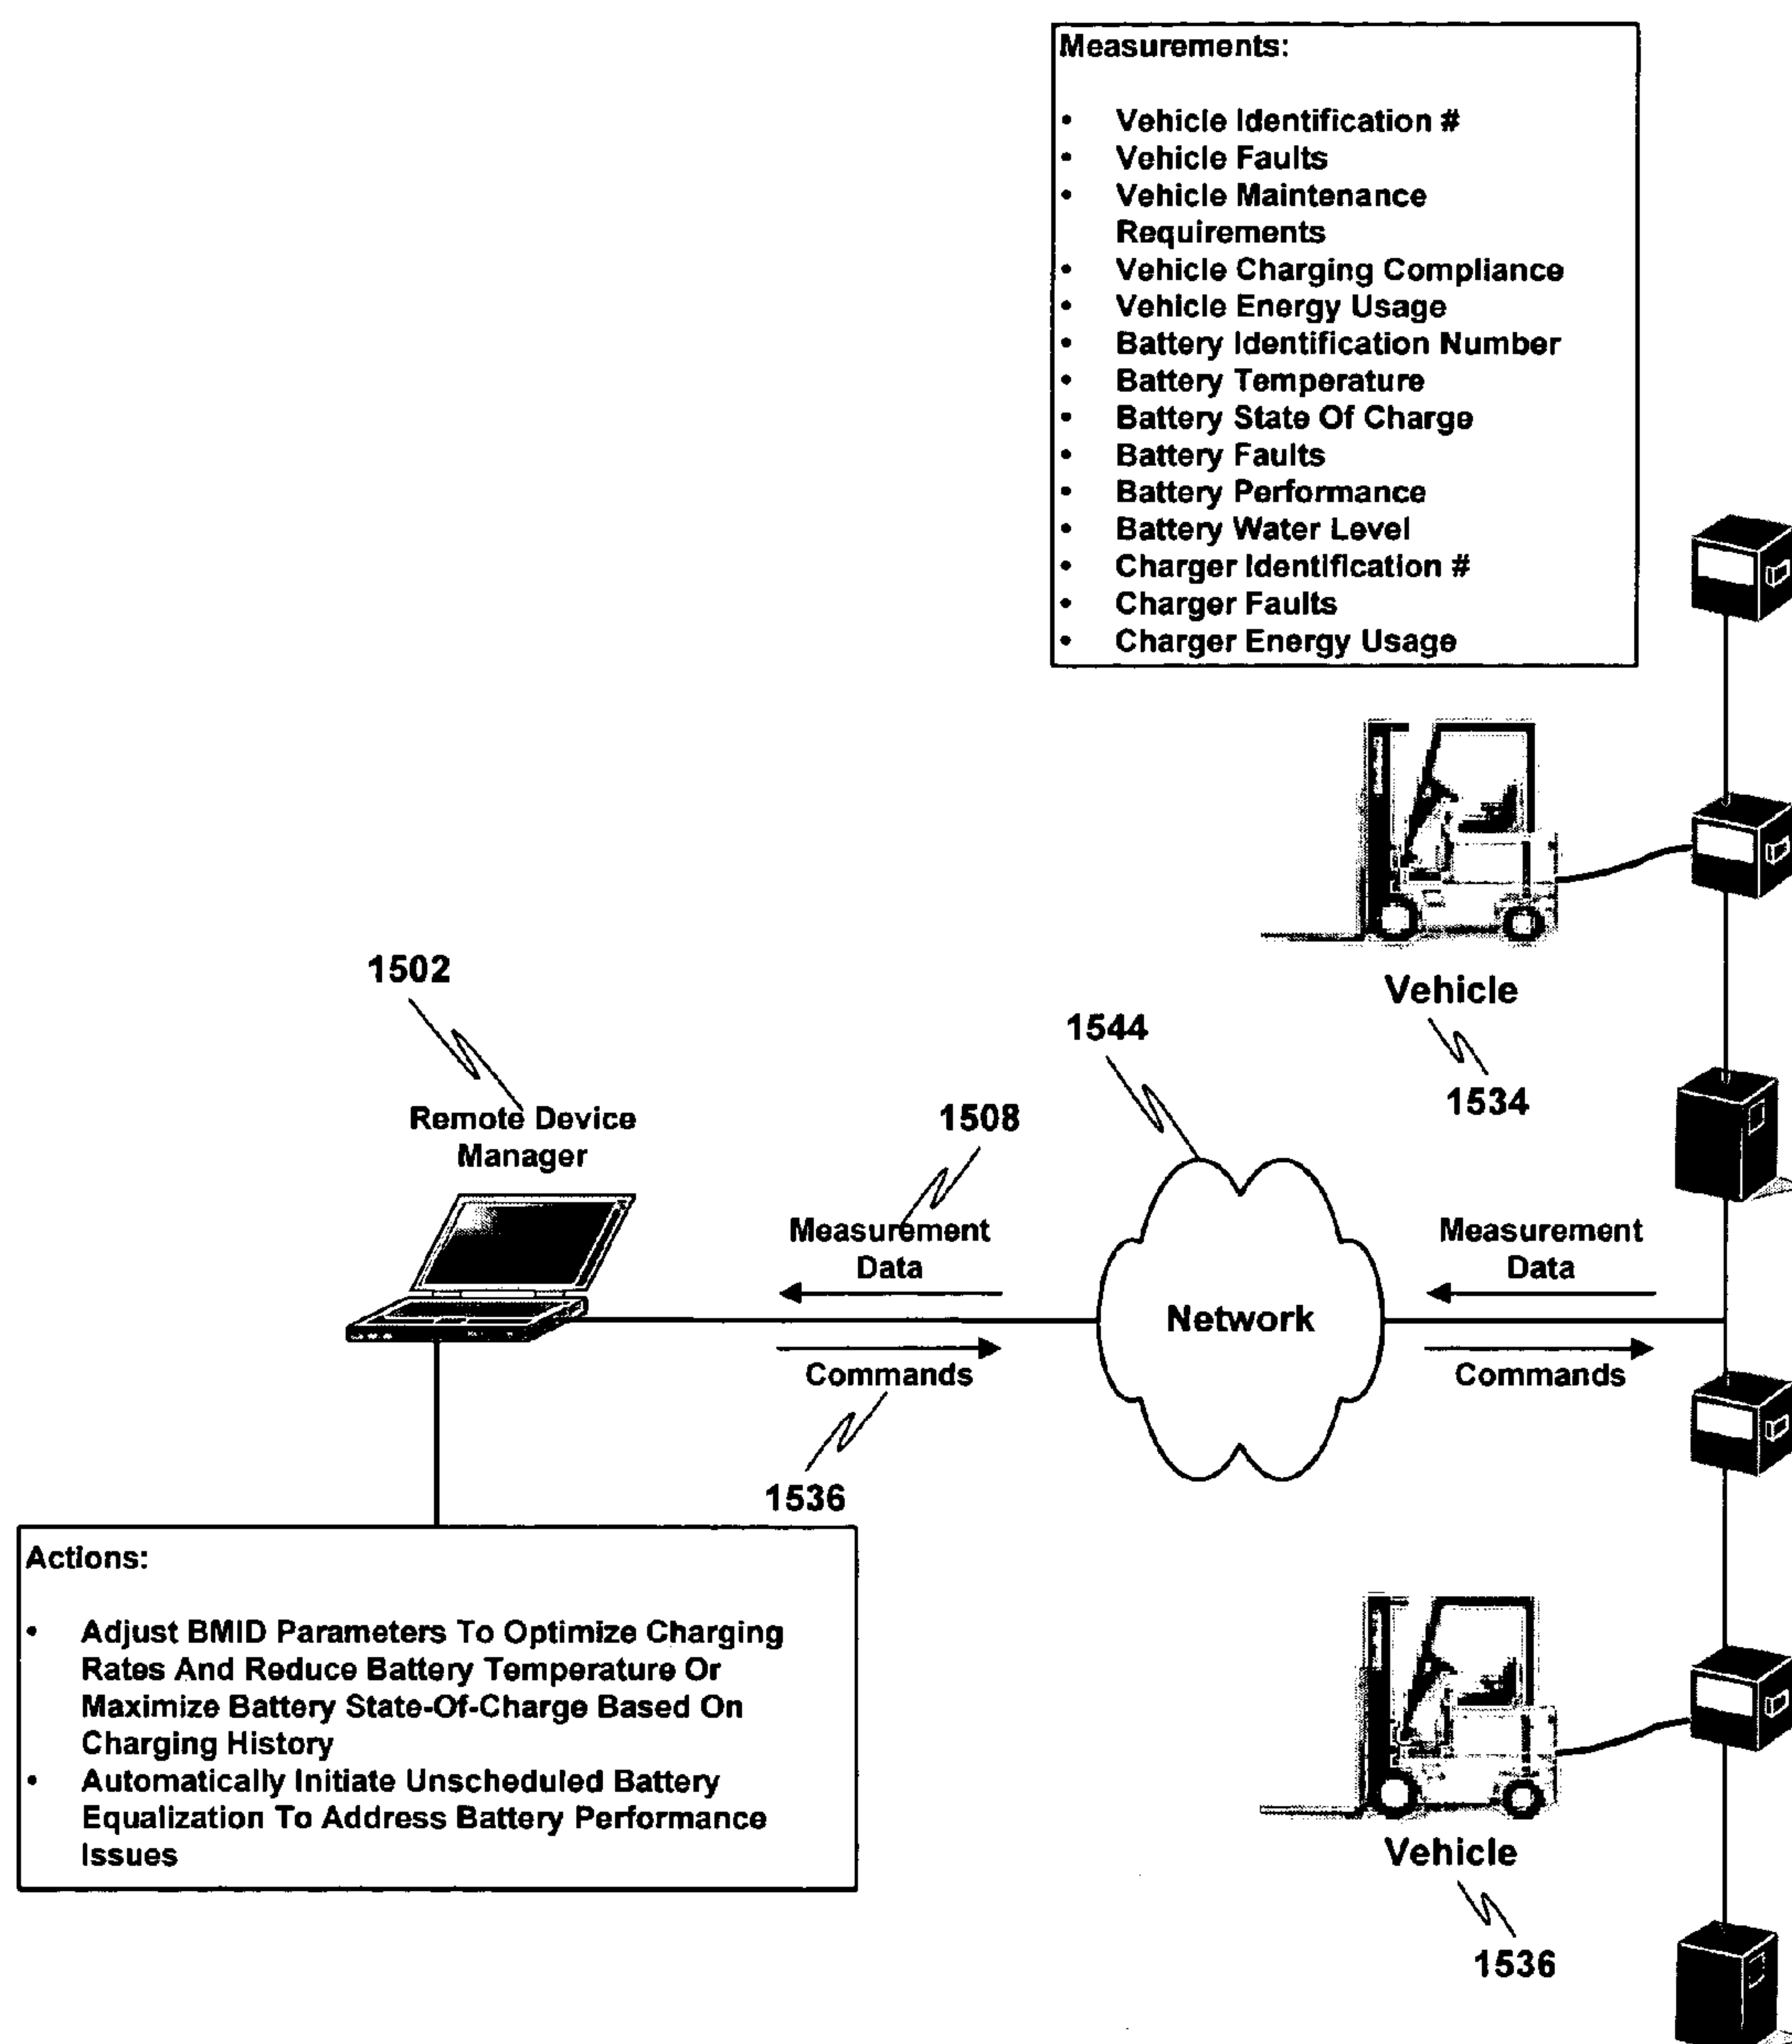 Measurements:
• Vehicle Identification #
• Vehicle Faults
• Vehicle Maintenance
Requirements
• Vehicle Charging Compliance
• Vehicle Energy Usage
• Battery Identification Number
• Battery Temperature
• Battery State Of Charge
• Battery Faults
• Battery Performance
• Battery Water Level
• Charger Identification #
• Charger Faults
• Charger Energy Usage
Vehicle
1534
1502
Remote Device
Manager
1508
1544
Measurement
Data
Commands
1536
Network
Measurement
Data
Commands
Actions:
• Adjust BMID Parameters To Optimize Charging
Rates And Reduce Battery Temperature Or
Maximize Battery State-Of-Charge Based On
Charging History
• Automatically Initiate Unscheduled Battery
Equalization To Address Battery Performance
Issues
Vehicle
1536